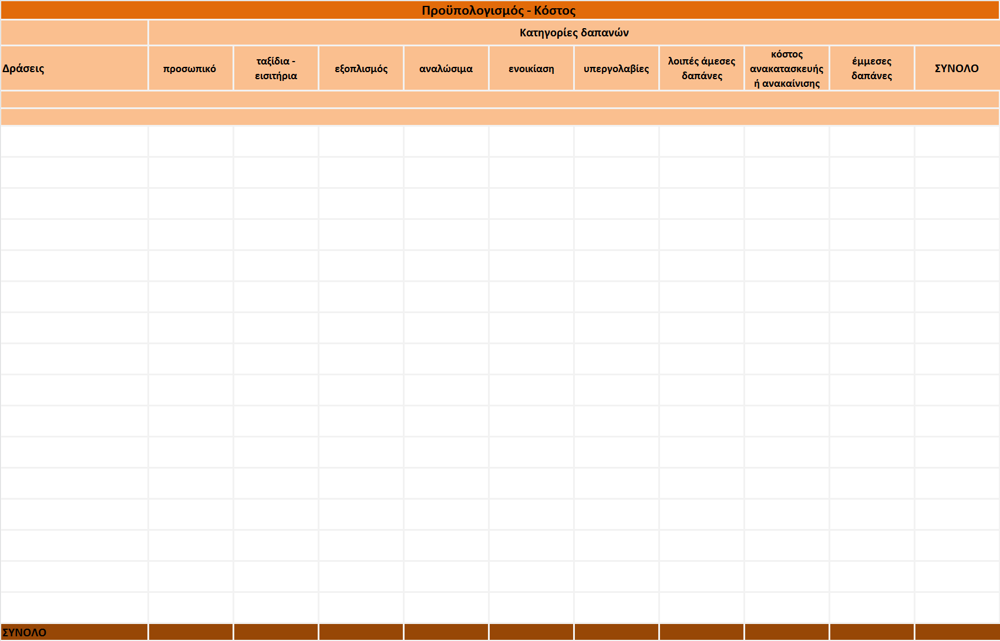 Προϋπολογισμός - Κόστος
Κατηγορίες δαπανών
Δράσεις
προσωπικό
ταξίδια -
εισιτήρια
εξοπλισμός
αναλώσιμα
ενοικίαση
υπεργολαβίες
λοιπές άμεσες
δαπάνες
κόστος
ανακατασκευής
ή ανακαίνισης
έμμεσες
δαπάνες
ΣΥΝΟΛΟ
ΣΥΝΟΛΟ